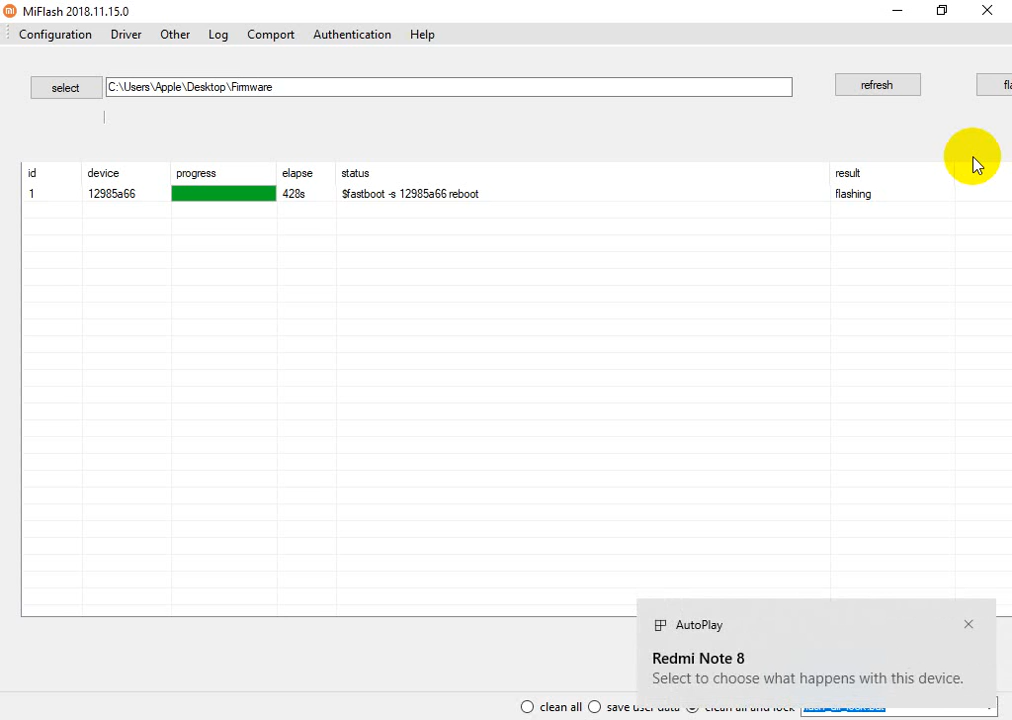 MiFlash 2018.11.15.0
Configuration Driver Other Log Comport Authentication Help
select C:\Users\Apple\Desktop\Firmware refresh
id device progress elapse status result
1 12985a66 428s $fastboot -s 12985a66 reboot flashing
AutoPlay
Redmi Note 8
Select to choose what happens with this device.
clean all save user data clean all and lock